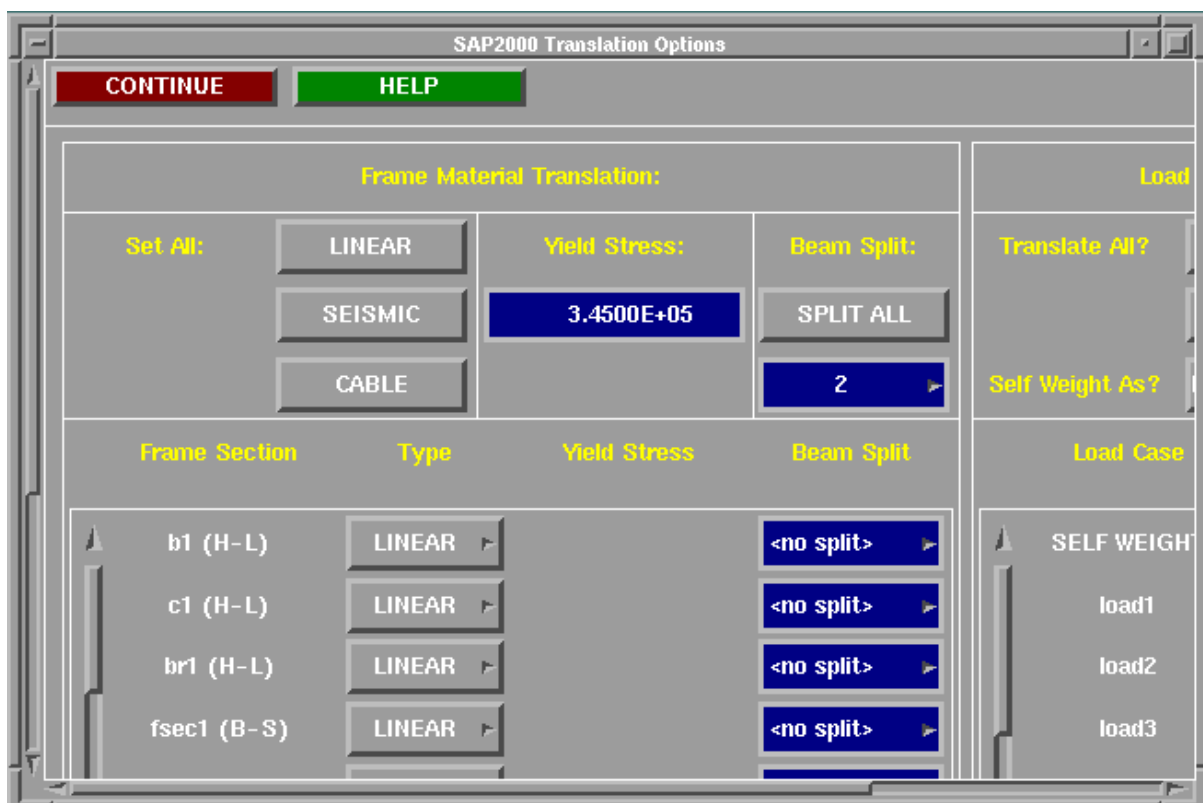 SAP2000 Translation Options
CONTINUE HELP
Frame Material Translation: Load
Set All: LINEAR Yield Stress: Beam Split: Translate All?
SEISMIC 3.4500E+05 SPLIT ALL
CABLE 2 Self Weight As?
Frame Section Type Yield Stress Beam Split Load Case
b1 (H-L) LINEAR <no split> SELF WEIGHT
c1 (H-L) LINEAR <no split> load1
br1 (H-L) LINEAR <no split> load2
fsec1 (B-S) LINEAR <no split> load3